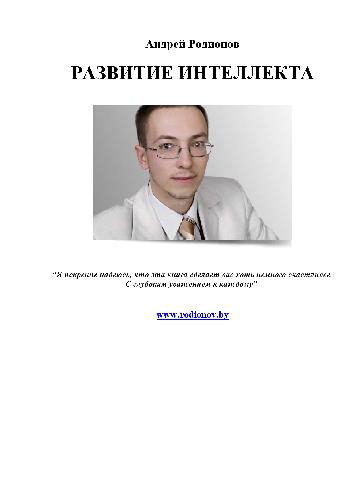 Андрей Родионов
РАЗВИТИЕ ИНТЕЛЛЕКТА
“Я искренне надеюсь, что эта книга сделает вас хоть немного счастливее
С глубоким уважением к каждому”
www.rodionov.by